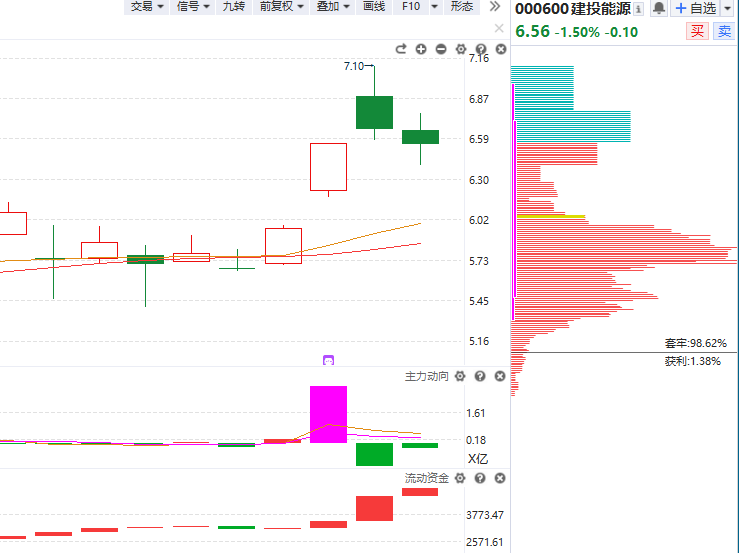 交易 信号 九转 前复权 叠加 画线 F10 形态
000600 建投能源 自选
6.56 -1.50% -0.10 买 卖
7.16
7.10
6.87
6.59
6.30
6.02
5.73
5.45
5.16
套牢:98.62%
获利:1.38%
主力动向
1.61
0.18
X亿
流动资金
3773.47
2571.61